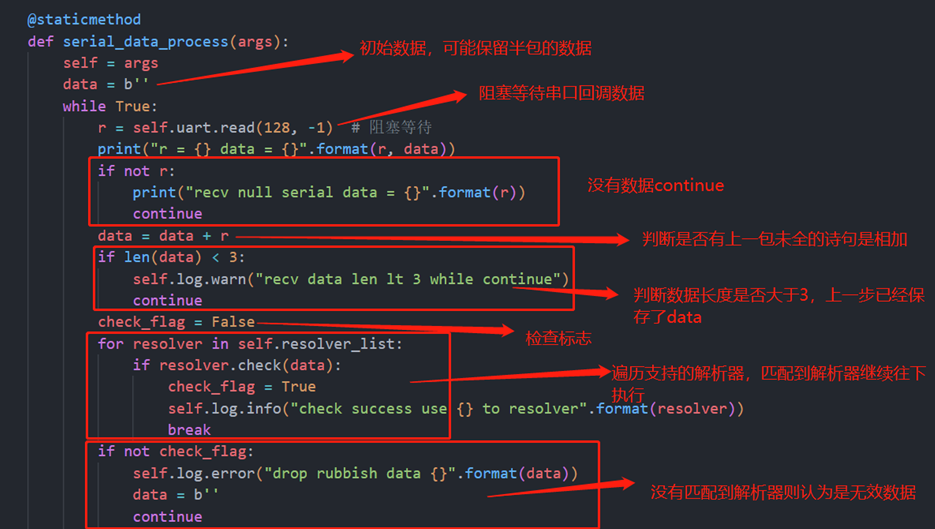 @staticmethod
def serial_data_process(args):
初始数据，可能保留半包的数据
self = args
data = b''
while True:
阻塞等待串口回调数据
r = self.uart.read(128, -1)  # 阻塞等待
print("r = {} data = {}".format(r, data))
if not r:
print("recv null serial data = {}".format(r))
没有数据continue
continue
data = data + r
判断是否有上一包未全的诗句是相加
if len(data) < 3:
self.log.warn("recv data len lt 3 while continue")
continue
判断数据长度是否大于3，上一步已经保
存了data
check_flag = False
检查标志
for resolver in self.resolver_list:
if resolver.check(data):
check_flag = True
遍历支持的解析器，匹配到解析器继续往下
执行
self.log.info("check success use {} to resolver".format(resolver))
break
if not check_flag:
self.log.error("drop rubbish data {}".format(data))
data = b''
没有匹配到解析器则认为是无效数据
continue